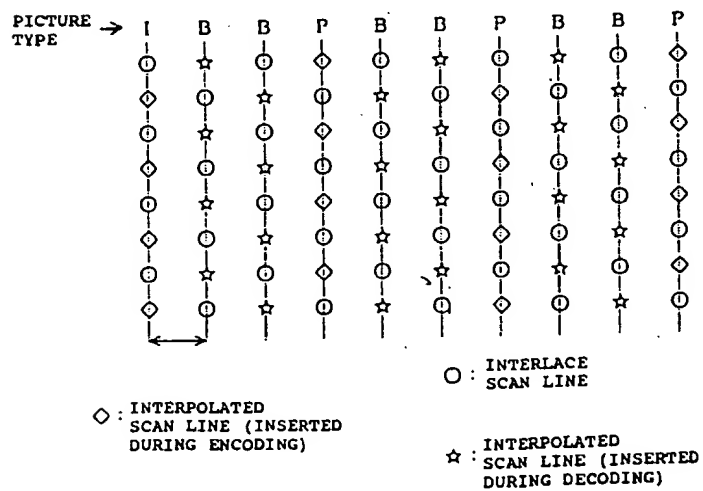 PICTURE TYPE → I B B P B B P B B P
○ : INTERLACE
SCAN LINE
◇ : INTERPOLATED
SCAN LINE (INSERTED
DURING ENCODING)
☆ : INTERPOLATED
SCAN LINE (INSERTED
DURING DECODING)